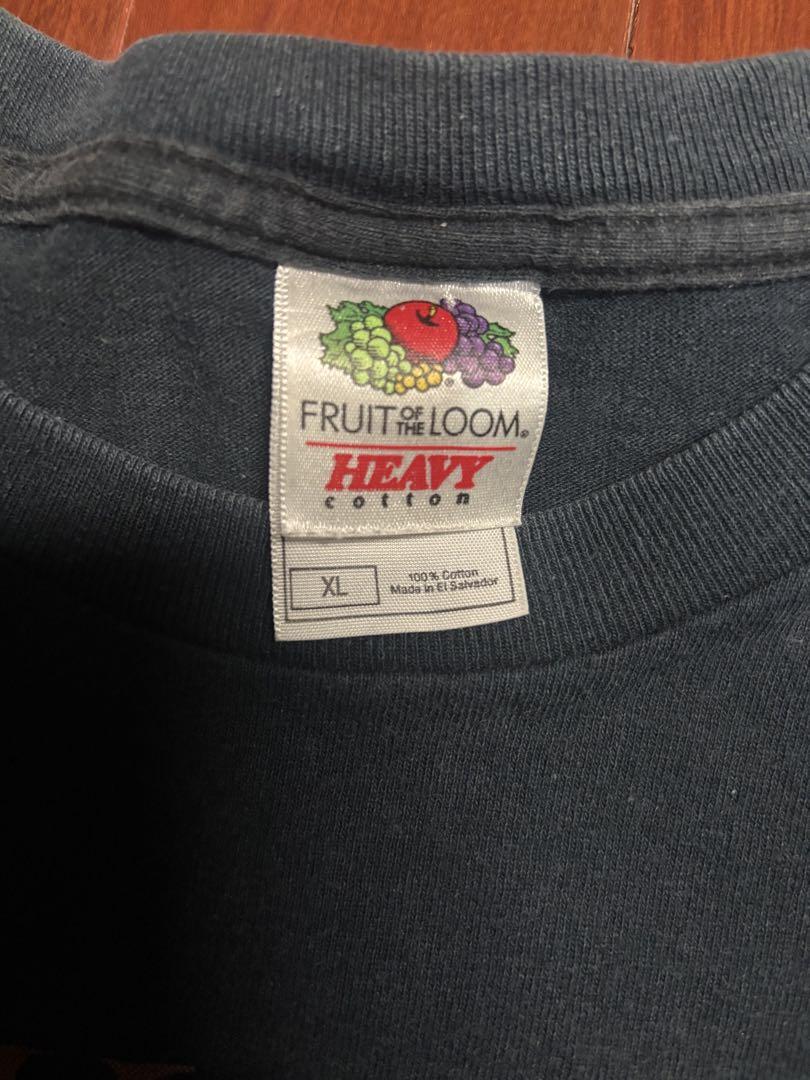 FRUIT OF THE LOOM®
HEAVY
cotton
XL
100% Cotton
Made in El Salvador